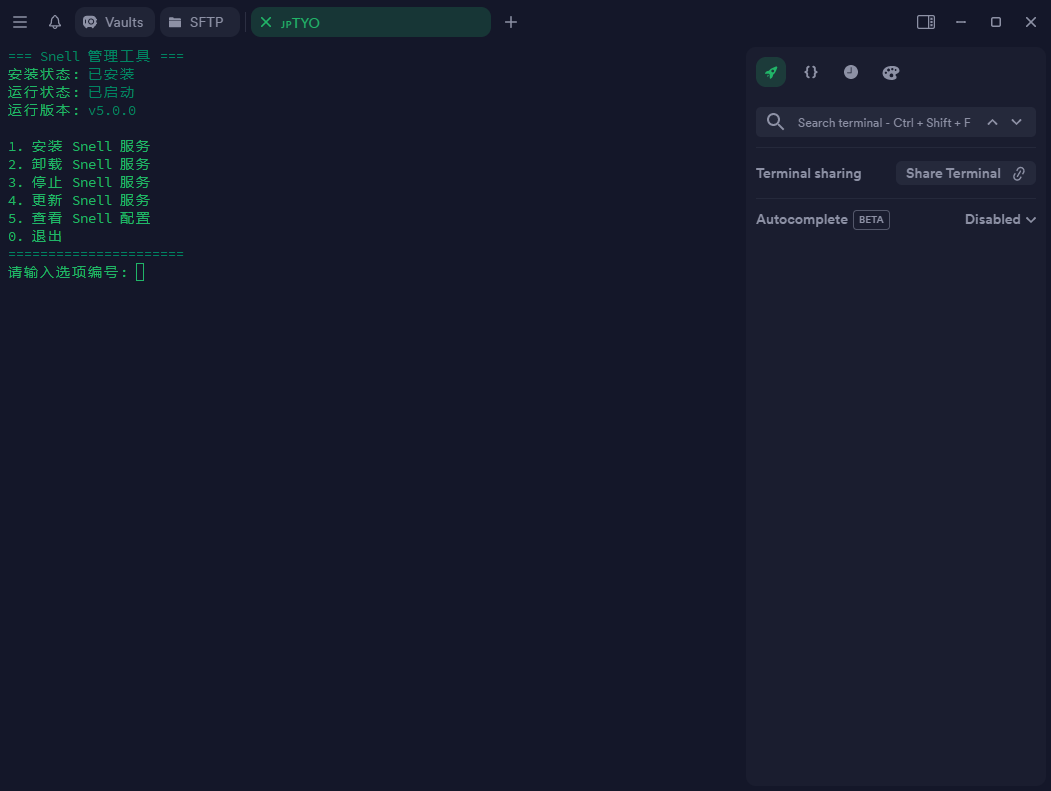 Vaults
SFTP
JPTYO
=== Snell 管理工具 ===
安装状态: 已安装
运行状态: 已启动
运行版本: v5.0.0
1. 安装 Snell 服务
2. 卸载 Snell 服务
3. 停止 Snell 服务
4. 更新 Snell 服务
5. 查看 Snell 配置
0. 退出
======================
请输入选项编号:
Search terminal - Ctrl + Shift + F
Terminal sharing
Share Terminal
Autocomplete BETA
Disabled